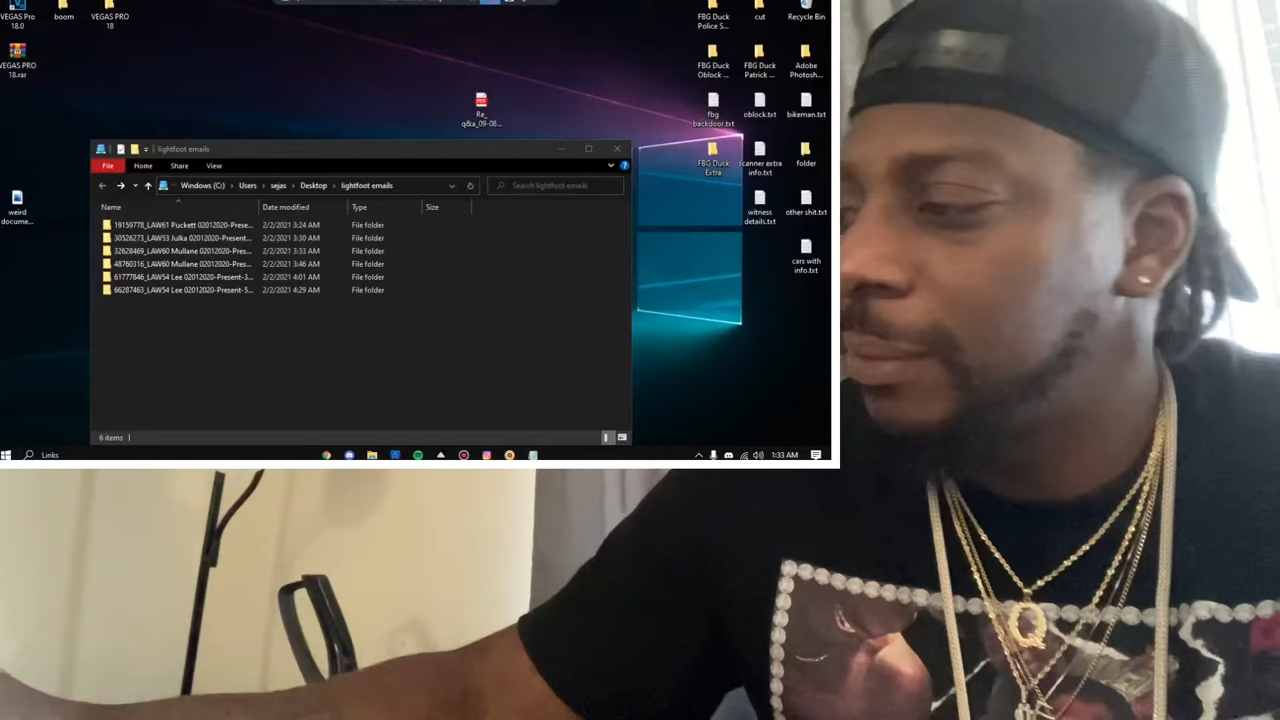 VEGAS Pro
18.0
boom
VEGAS PRO
18
VEGAS PRO
18.rar
weird
docume...
Re_
q&a_09-08...
FBG Duck
Police S...
cut
Recycle Bin
FBG Duck
Oblock ...
FBG Duck
Patrick ...
Adobe
Photosh...
fbg
backdoor.txt
oblock.txt
bikeman.txt
FBG Duck
Extra
scanner extra
info.txt
folder
witness
details.txt
other shit.txt
cars with
info.txt
lightfoot emails
File Home Share View
Windows (C:) Users sejas Desktop lightfoot emails
Search lightfoot emails
Name Date modified Type Size
19159778_LAW61 Puckett 02012020-Prese... 2/2/2021 3:24 AM File folder
30526273_LAW53 Julka 02012020-Present... 2/2/2021 3:30 AM File folder
32628469_LAW60 Mullane 02012020-Pres... 2/2/2021 3:33 AM File folder
48760316_LAW60 Mullane 02012020-Pres... 2/2/2021 3:46 AM File folder
61777846_LAW54 Lee 02012020-Present-3... 2/2/2021 4:01 AM File folder
66287463_LAW54 Lee 02012020-Present-5... 2/2/2021 4:29 AM File folder
6 items
Links
1:33 AM
Q